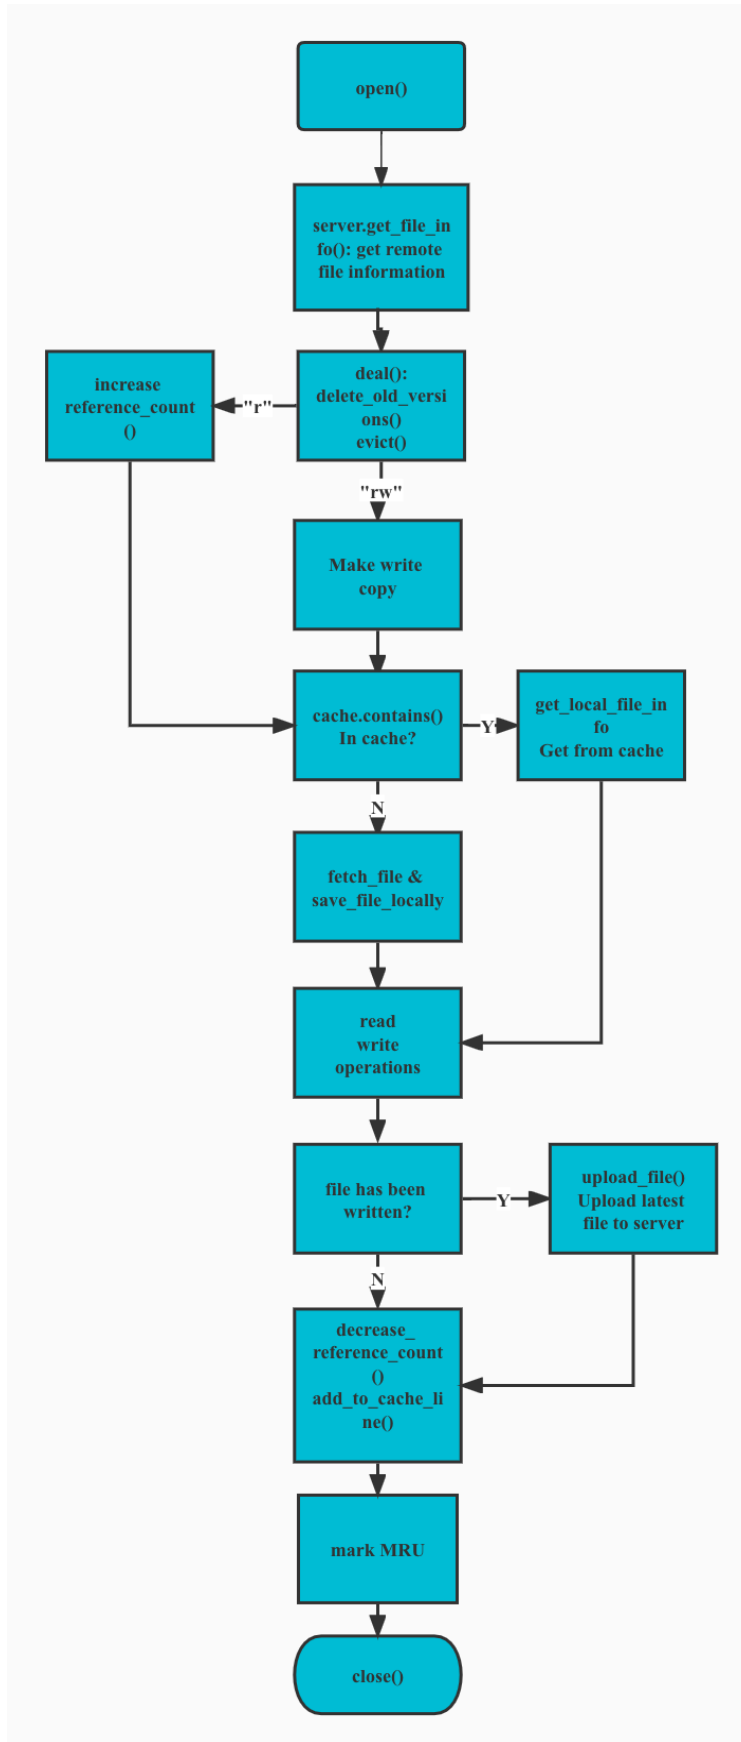 open()
server.get_file_in
fo(): get remote
file information
deal():
delete_old_versi
ons()
evict()
"r"
increase
reference_count
()
"rw"
Make write
copy
cache.contains()
In cache?
Y
get_local_file_in
fo
Get from cache
N
fetch_file &
save_file_locally
read
write
operations
file has been
written?
Y
upload_file()
Upload latest
file to server
N
decrease_
reference_count
()
add_to_cache_li
ne()
mark MRU
close()